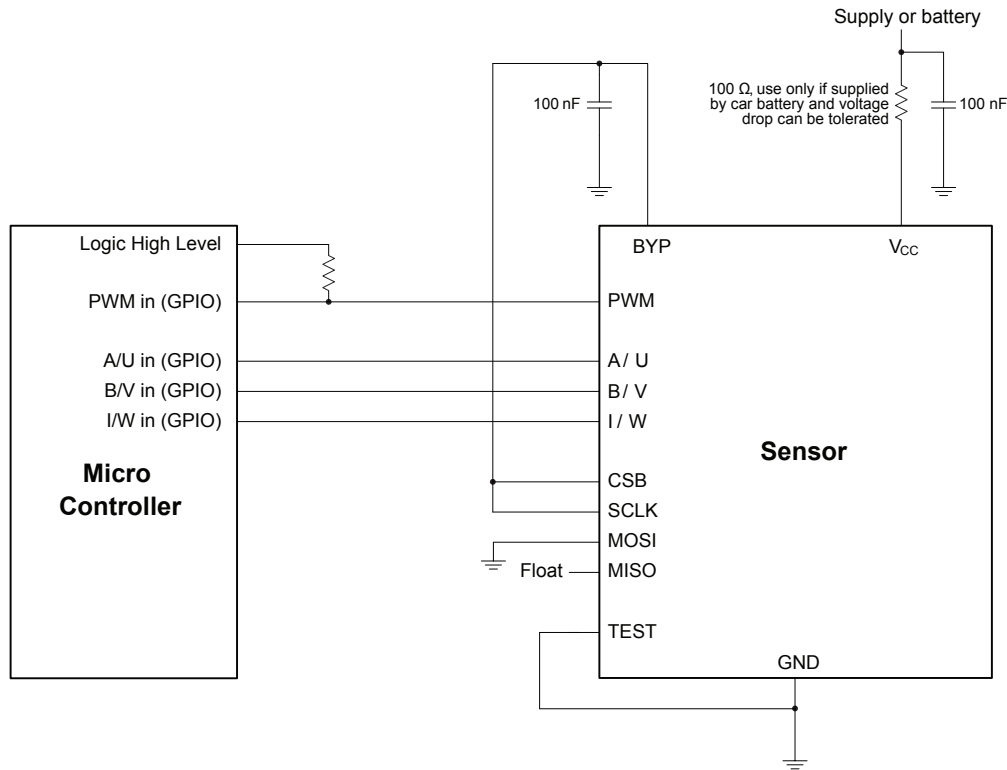 Supply or battery
100 nF
100 Ω, use only if supplied
by car battery and voltage
drop can be tolerated
100 nF
Logic High Level
BYP
VCC
PWM in (GPIO)
PWM
A/U in (GPIO)
A/ U
B/V in (GPIO)
B/ V
I/W in (GPIO)
I / W
Micro
Controller
Sensor
CSB
SCLK
MOSI
Float
MISO
TEST
GND